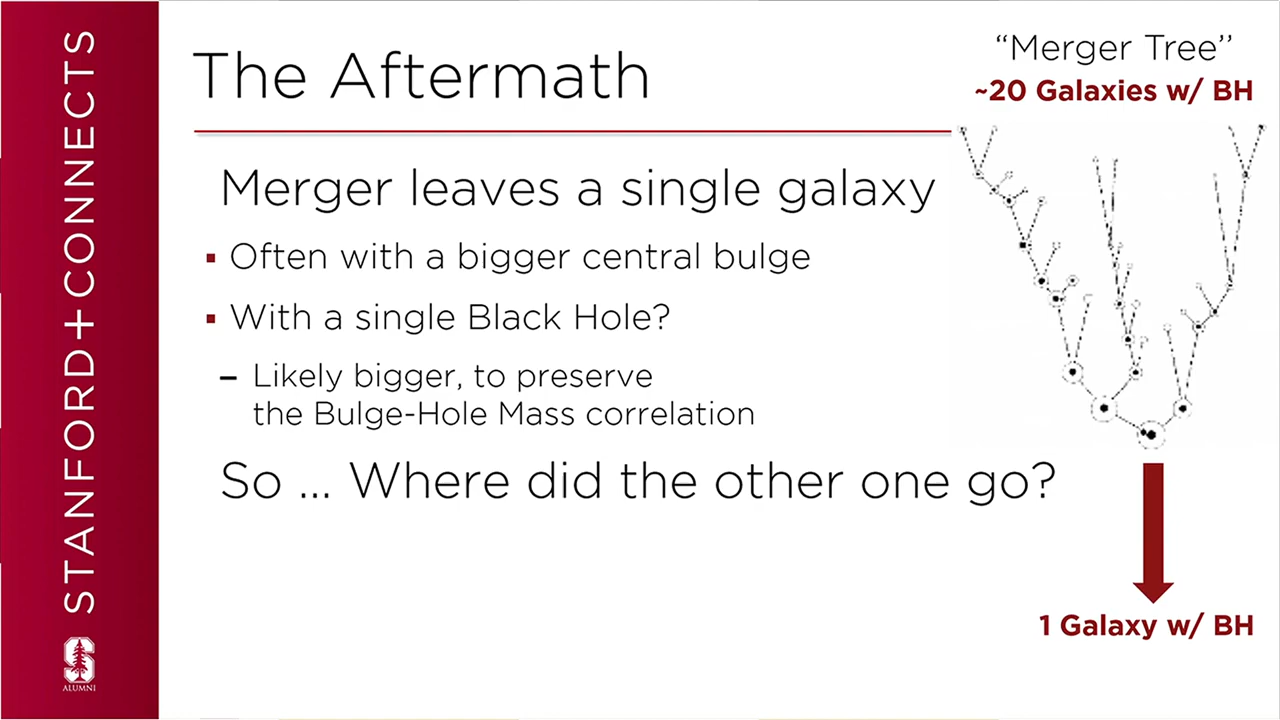 STANFORD+CONNECTS
S
ALUMNI
The Aftermath
Merger leaves a single galaxy
▪ Often with a bigger central bulge
▪ With a single Black Hole?
– Likely bigger, to preserve
the Bulge-Hole Mass correlation
So ... Where did the other one go?
“Merger Tree”
~20 Galaxies w/ BH
1 Galaxy w/ BH